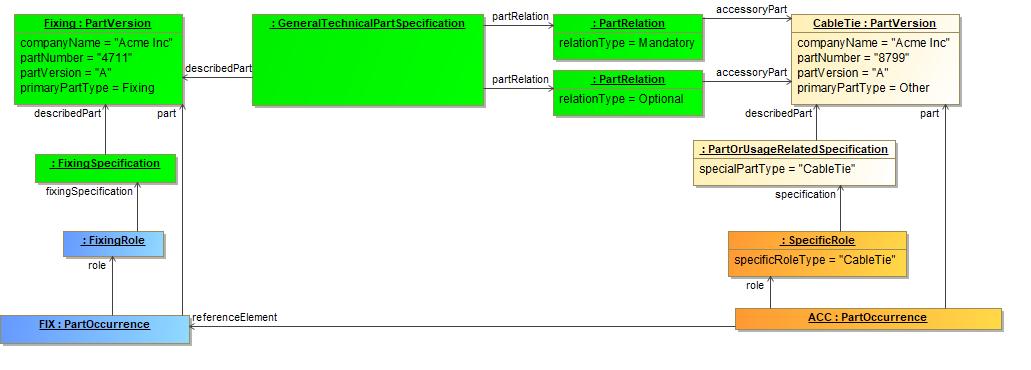 Fixing : PartVersion
companyName = "Acme Inc"
partNumber = "4711"
partVersion = "A"
primaryPartType = Fixing
: GeneralTechnicalPartSpecification
partRelation
: PartRelation
relationType = Mandatory
accessoryPart
CableTie : PartVersion
companyName = "Acme Inc"
partNumber = "8799"
partVersion = "A"
primaryPartType = Other
describedPart
partRelation
: PartRelation
relationType = Optional
accessoryPart
describedPart
part
describedPart
part
: FixingSpecification
fixingSpecification
: PartOrUsageRelatedSpecification
specialPartType = "CableTie"
specification
: FixingRole
role
: SpecificRole
specificRoleType = "CableTie"
role
FIX : PartOccurrence
referenceElement
ACC : PartOccurrence